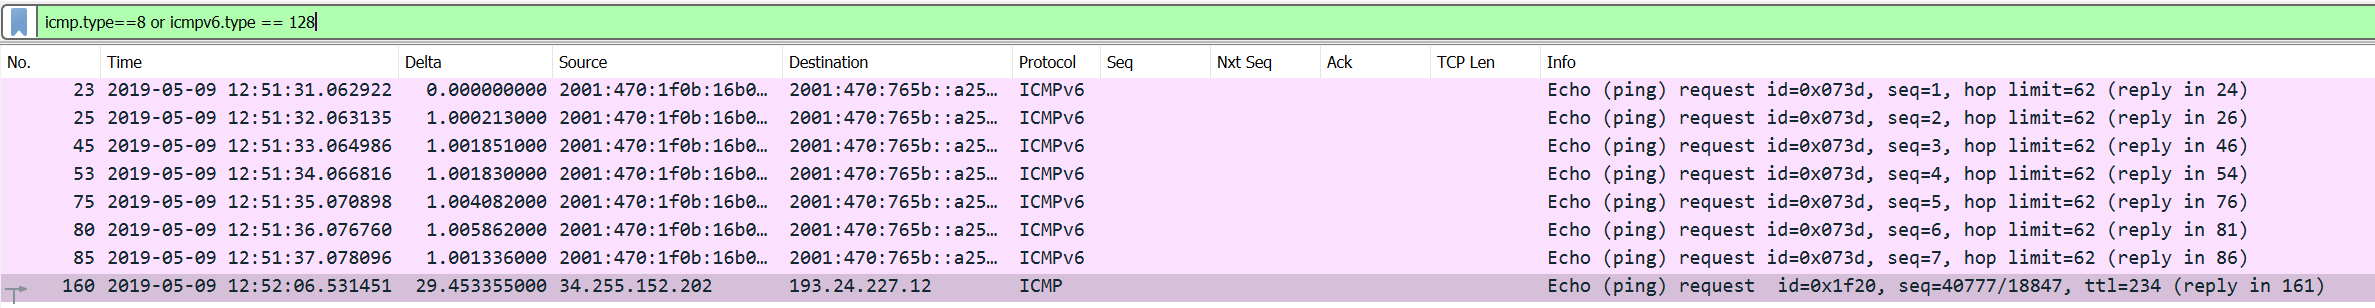 icmp.type==8 or icmpv6.type == 128
No. Time Delta Source Destination Protocol Seq Nxt Seq Ack TCP Len Info
23 2019-05-09 12:51:31.062922 0.000000000 2001:470:1f0b:16b0… 2001:470:765b::a25… ICMPv6 Echo (ping) request id=0x073d, seq=1, hop limit=62 (reply in 24)
25 2019-05-09 12:51:32.063135 1.000213000 2001:470:1f0b:16b0… 2001:470:765b::a25… ICMPv6 Echo (ping) request id=0x073d, seq=2, hop limit=62 (reply in 26)
45 2019-05-09 12:51:33.064986 1.001851000 2001:470:1f0b:16b0… 2001:470:765b::a25… ICMPv6 Echo (ping) request id=0x073d, seq=3, hop limit=62 (reply in 46)
53 2019-05-09 12:51:34.066816 1.001830000 2001:470:1f0b:16b0… 2001:470:765b::a25… ICMPv6 Echo (ping) request id=0x073d, seq=4, hop limit=62 (reply in 54)
75 2019-05-09 12:51:35.070898 1.004082000 2001:470:1f0b:16b0… 2001:470:765b::a25… ICMPv6 Echo (ping) request id=0x073d, seq=5, hop limit=62 (reply in 76)
80 2019-05-09 12:51:36.076760 1.005862000 2001:470:1f0b:16b0… 2001:470:765b::a25… ICMPv6 Echo (ping) request id=0x073d, seq=6, hop limit=62 (reply in 81)
85 2019-05-09 12:51:37.078096 1.001336000 2001:470:1f0b:16b0… 2001:470:765b::a25… ICMPv6 Echo (ping) request id=0x073d, seq=7, hop limit=62 (reply in 86)
160 2019-05-09 12:52:06.531451 29.453355000 34.255.152.202 193.24.227.12 ICMP Echo (ping) request id=0x1f20, seq=40777/18847, ttl=234 (reply in 161)